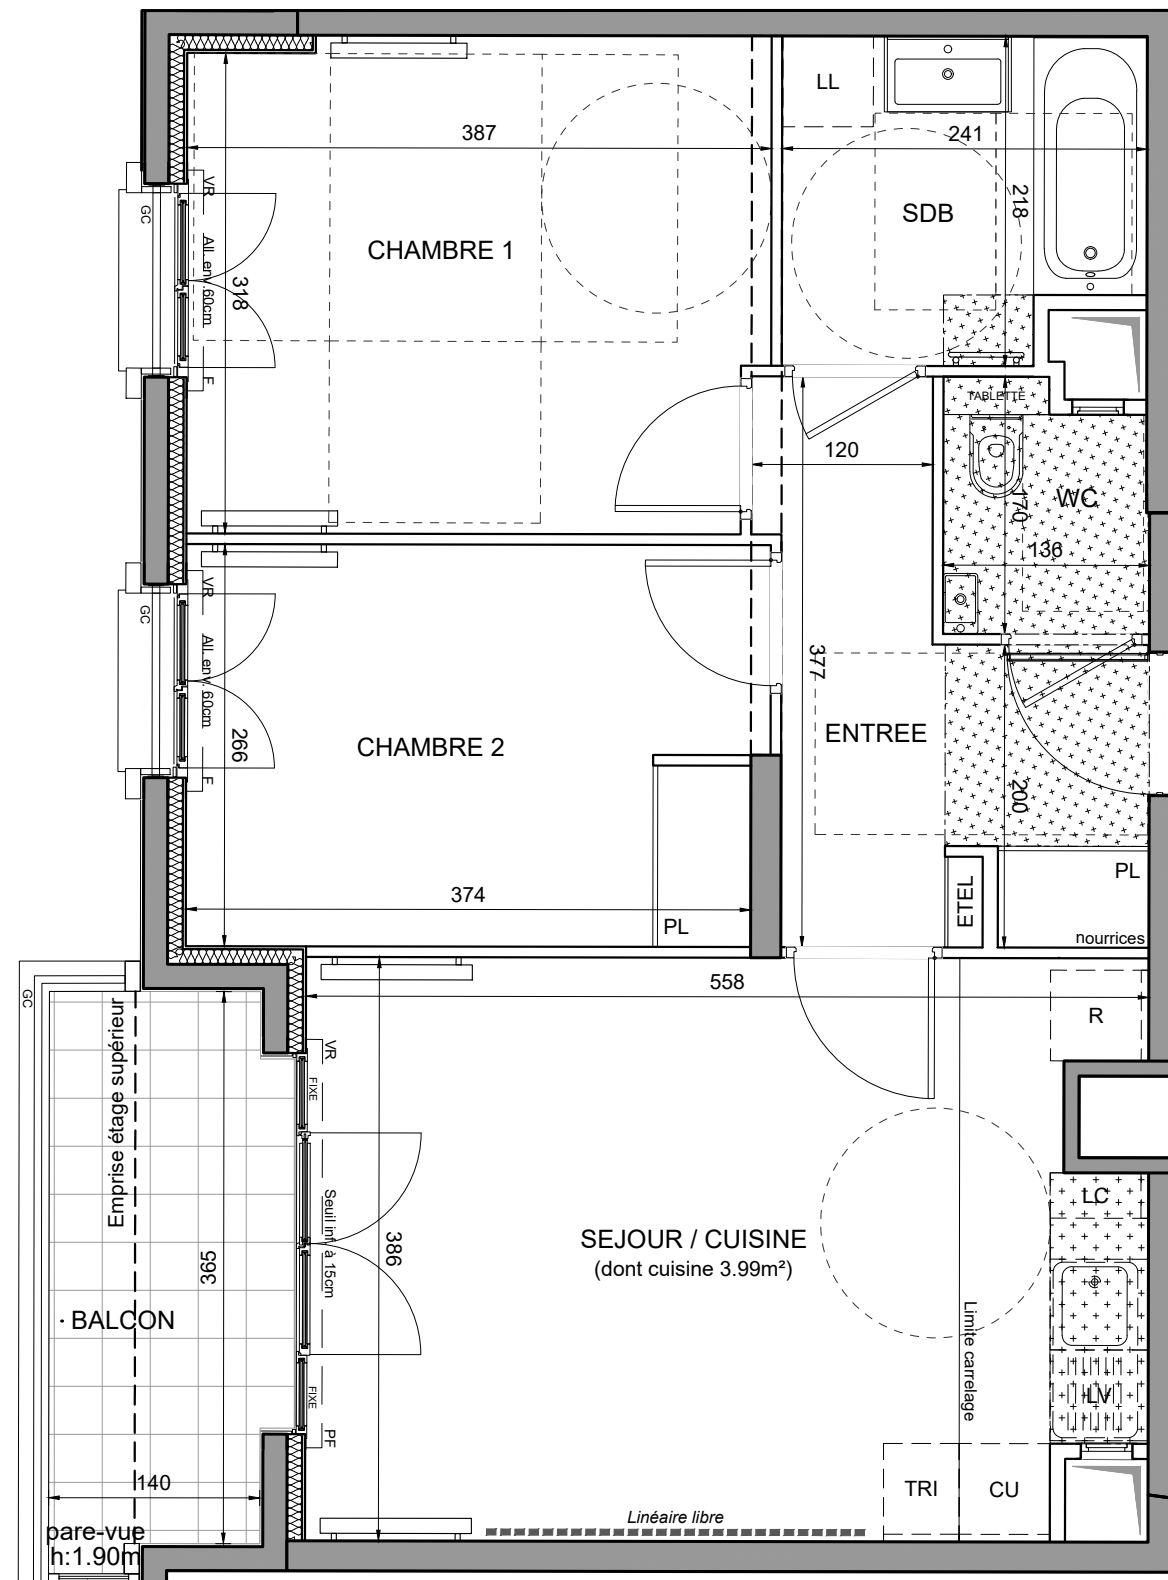 LL
387
241
VR
GC
SDB
218
CHAMBRE 1
All. en 60cm
318
F
TABLETTE
120
WC
170
136
VR
GC
All. en 60cm
377
266
CHAMBRE 2
ENTREE
F
200
374
PL
ETEL
PL
nourrices
558
GC
Emprise étage supérieur
R
VR
FIXE
LC
Seuil inf. à 15cm
386
SEJOUR / CUISINE
(dont cuisine 3.99m²)
365
BALCON
Limite carrelage
FIXE
LV
PF
140
TRI
CU
Linéaire libre
pare-vue
h:1.90m